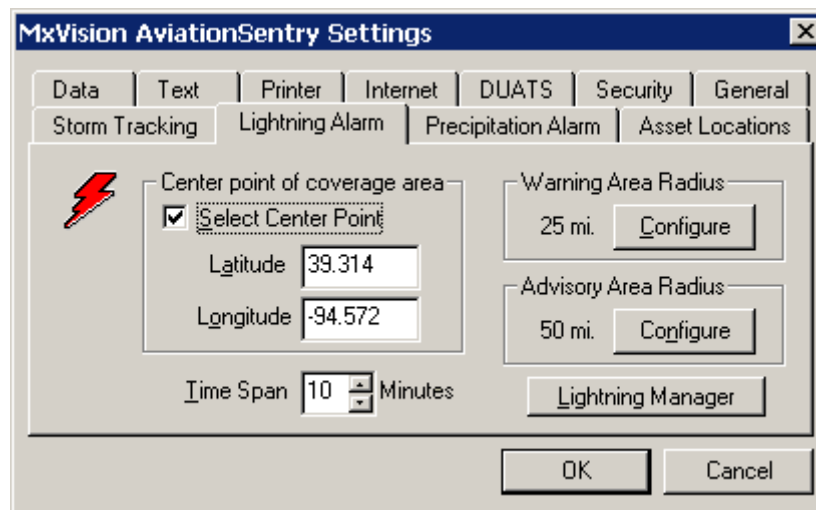 MxVision AviationSentry Settings
Data Text Printer Internet DUATS Security General
Storm Tracking Lightning Alarm Precipitation Alarm Asset Locations
Center point of coverage area
Select Center Point
Latitude 39.314
Longitude -94.572
Time Span 10 Minutes
Warning Area Radius
25 mi. Configure
Advisory Area Radius
50 mi. Configure
Lightning Manager
OK Cancel